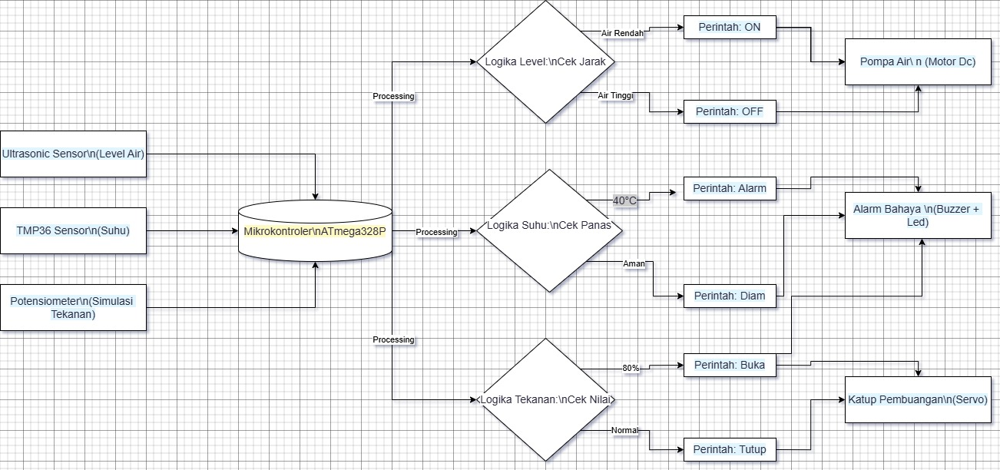 Ultrasonic Sensor\n(Level Air)
TMP36 Sensor\n(Suhu)
Potensiometer\n(Simulasi
Tekanan)
Mikrokontroler\nATmega328P
Processing
Processing
Processing
Logika Level:\nCek Jarak
Air Rendah
Air Tinggi
Perintah: ON
Perintah: OFF
Pompa Air\ n (Motor Dc)
Logika Suhu:\nCek Panas
40°C
Aman
Perintah: Alarm
Perintah: Diam
Alarm Bahaya \n(Buzzer +
Led)
Logika Tekanan:\nCek Nilai
80%
Normal
Perintah: Buka
Perintah: Tutup
Katup Pembuangan\n(Servo)